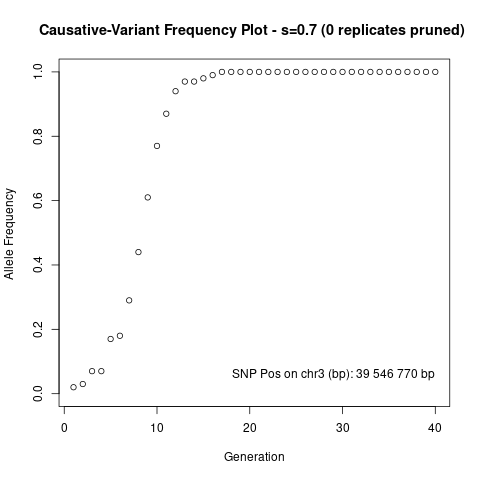 Causative-Variant Frequency Plot - s=0.7 (0 replicates pruned)
1.0
0.8
0.6
0.4
0.2
0.0
Allele Frequency
SNP Pos on chr3 (bp): 39 546 770 bp
0 10 20 30 40
Generation